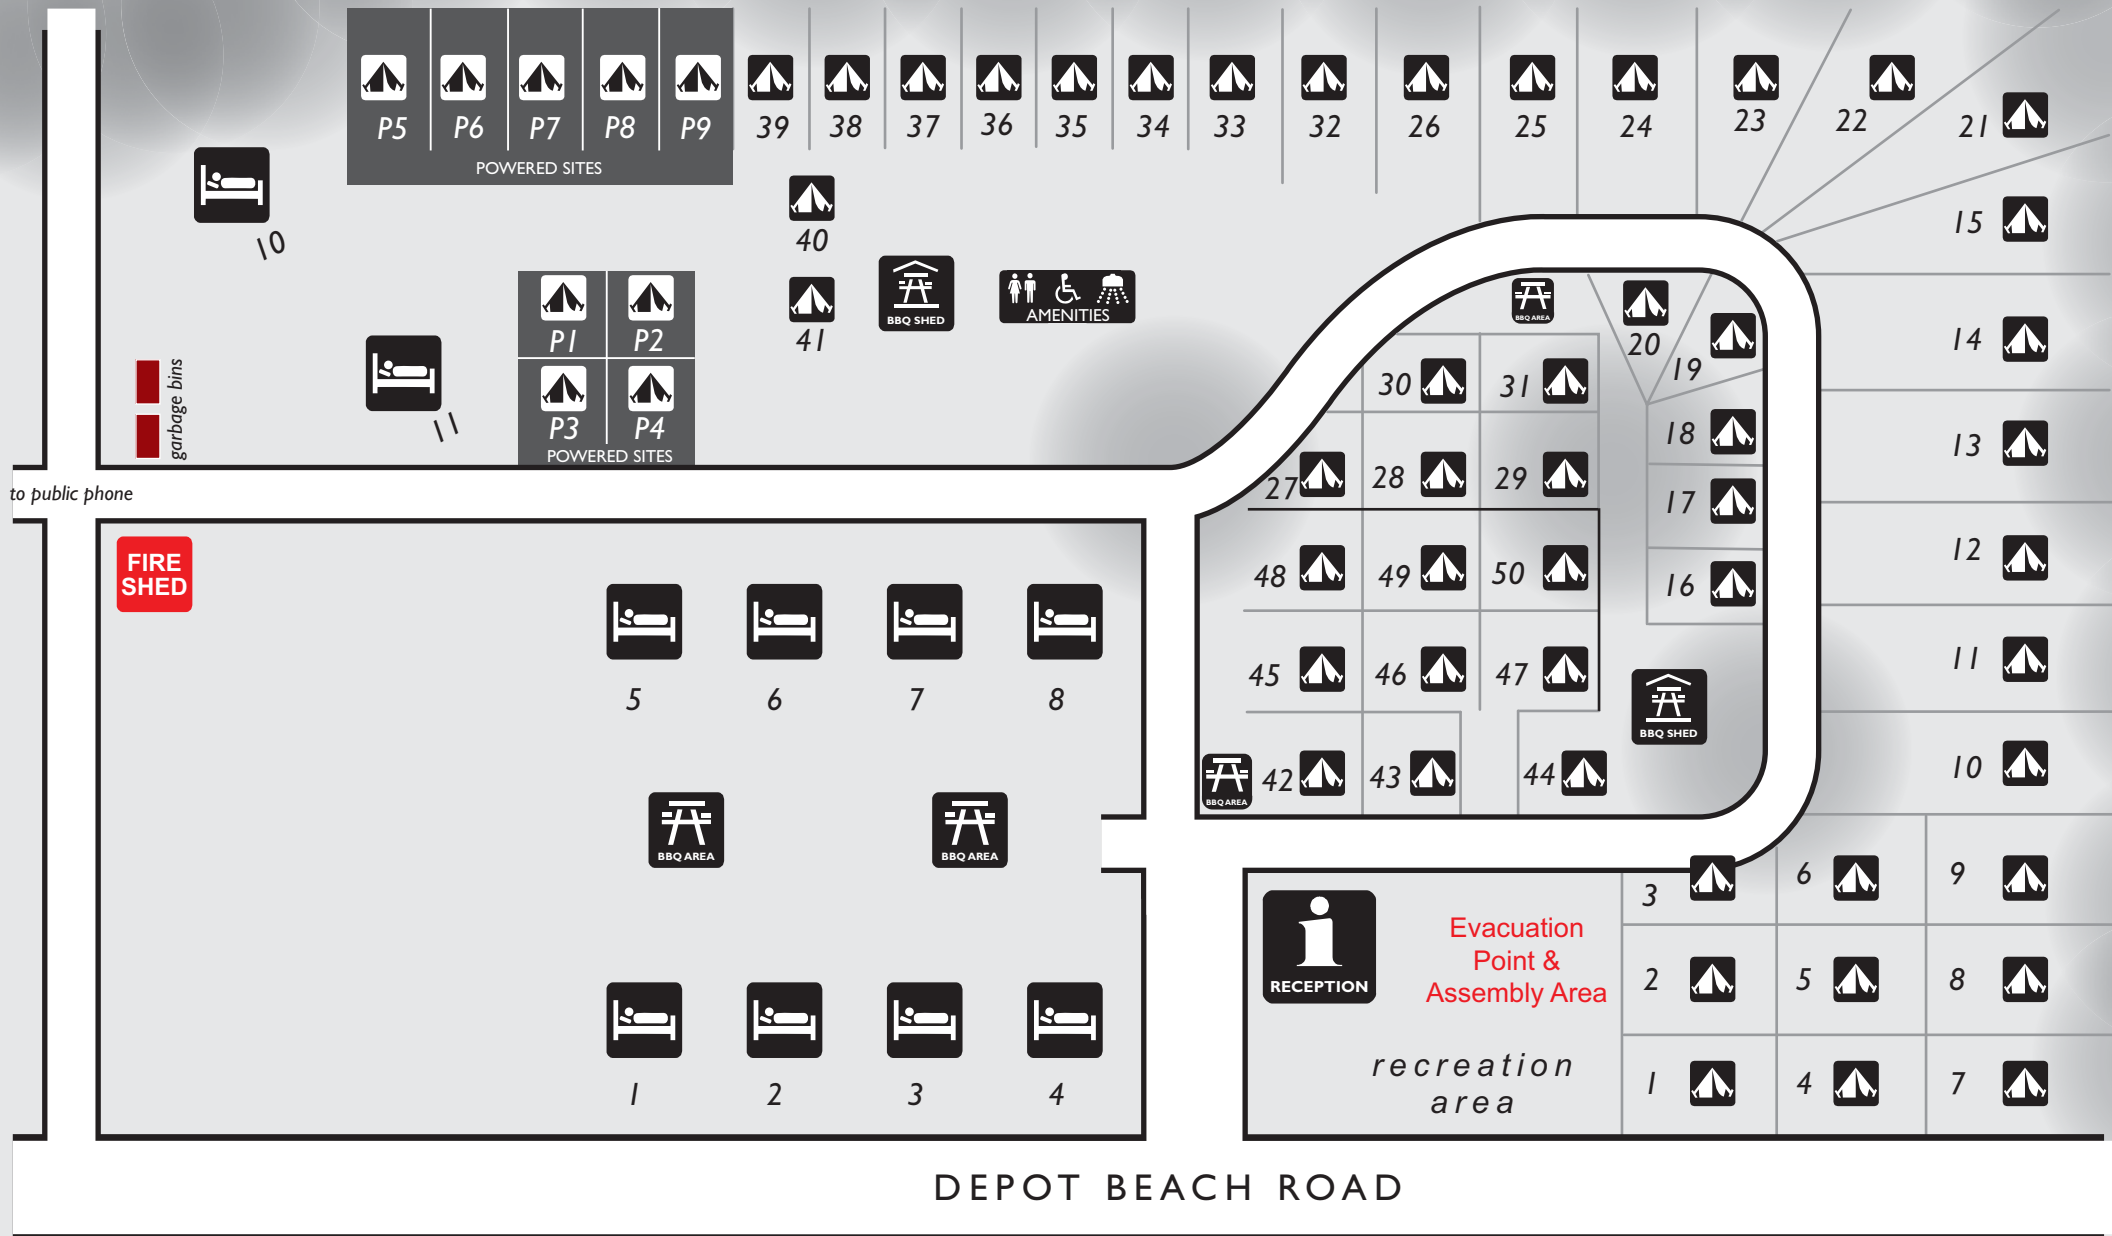 P5 P6 P7 P8 P9 39 38 37 36 35 34 33 32 26 25 24 23 22 21
POWERED SITES
10
40
15
BBQ SHED
AMENITIES
41
P1 P2
P3 P4
POWERED SITES
11
garbage bins
BBQ AREA
20
19
14
30 31
18
13
27 28 29
17
to public phone
FIRE
SHED
48 49 50
16
12
45 46 47
11
5 6 7 8
BBQ SHED
BBQ AREA
42 43 44
10
BBQ AREA
BBQ AREA
3 6 9
RECEPTION
Evacuation
Point &
Assembly Area
2 5 8
recreation
area
1 4 7
1 2 3 4
DEPOT BEACH ROAD